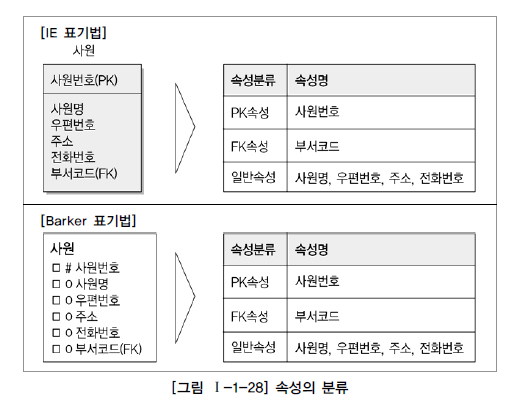 [IE 표기법]
사원
사원번호(PK)
사원명
우편번호
주소
전화번호
부서코드(FK)
속성분류 속성명
PK속성 사원번호
FK속성 부서코드
일반속성 사원명, 우편번호, 주소, 전화번호
[Barker 표기법]
사원
□ # 사원번호
□ o 사원명
□ o 우편번호
□ o 주소
□ o 전화번호
□ o 부서코드(FK)
속성분류 속성명
PK속성 사원번호
FK속성 부서코드
일반속성 사원명, 우편번호, 주소, 전화번호
[그림 Ⅰ-1-28] 속성의 분류